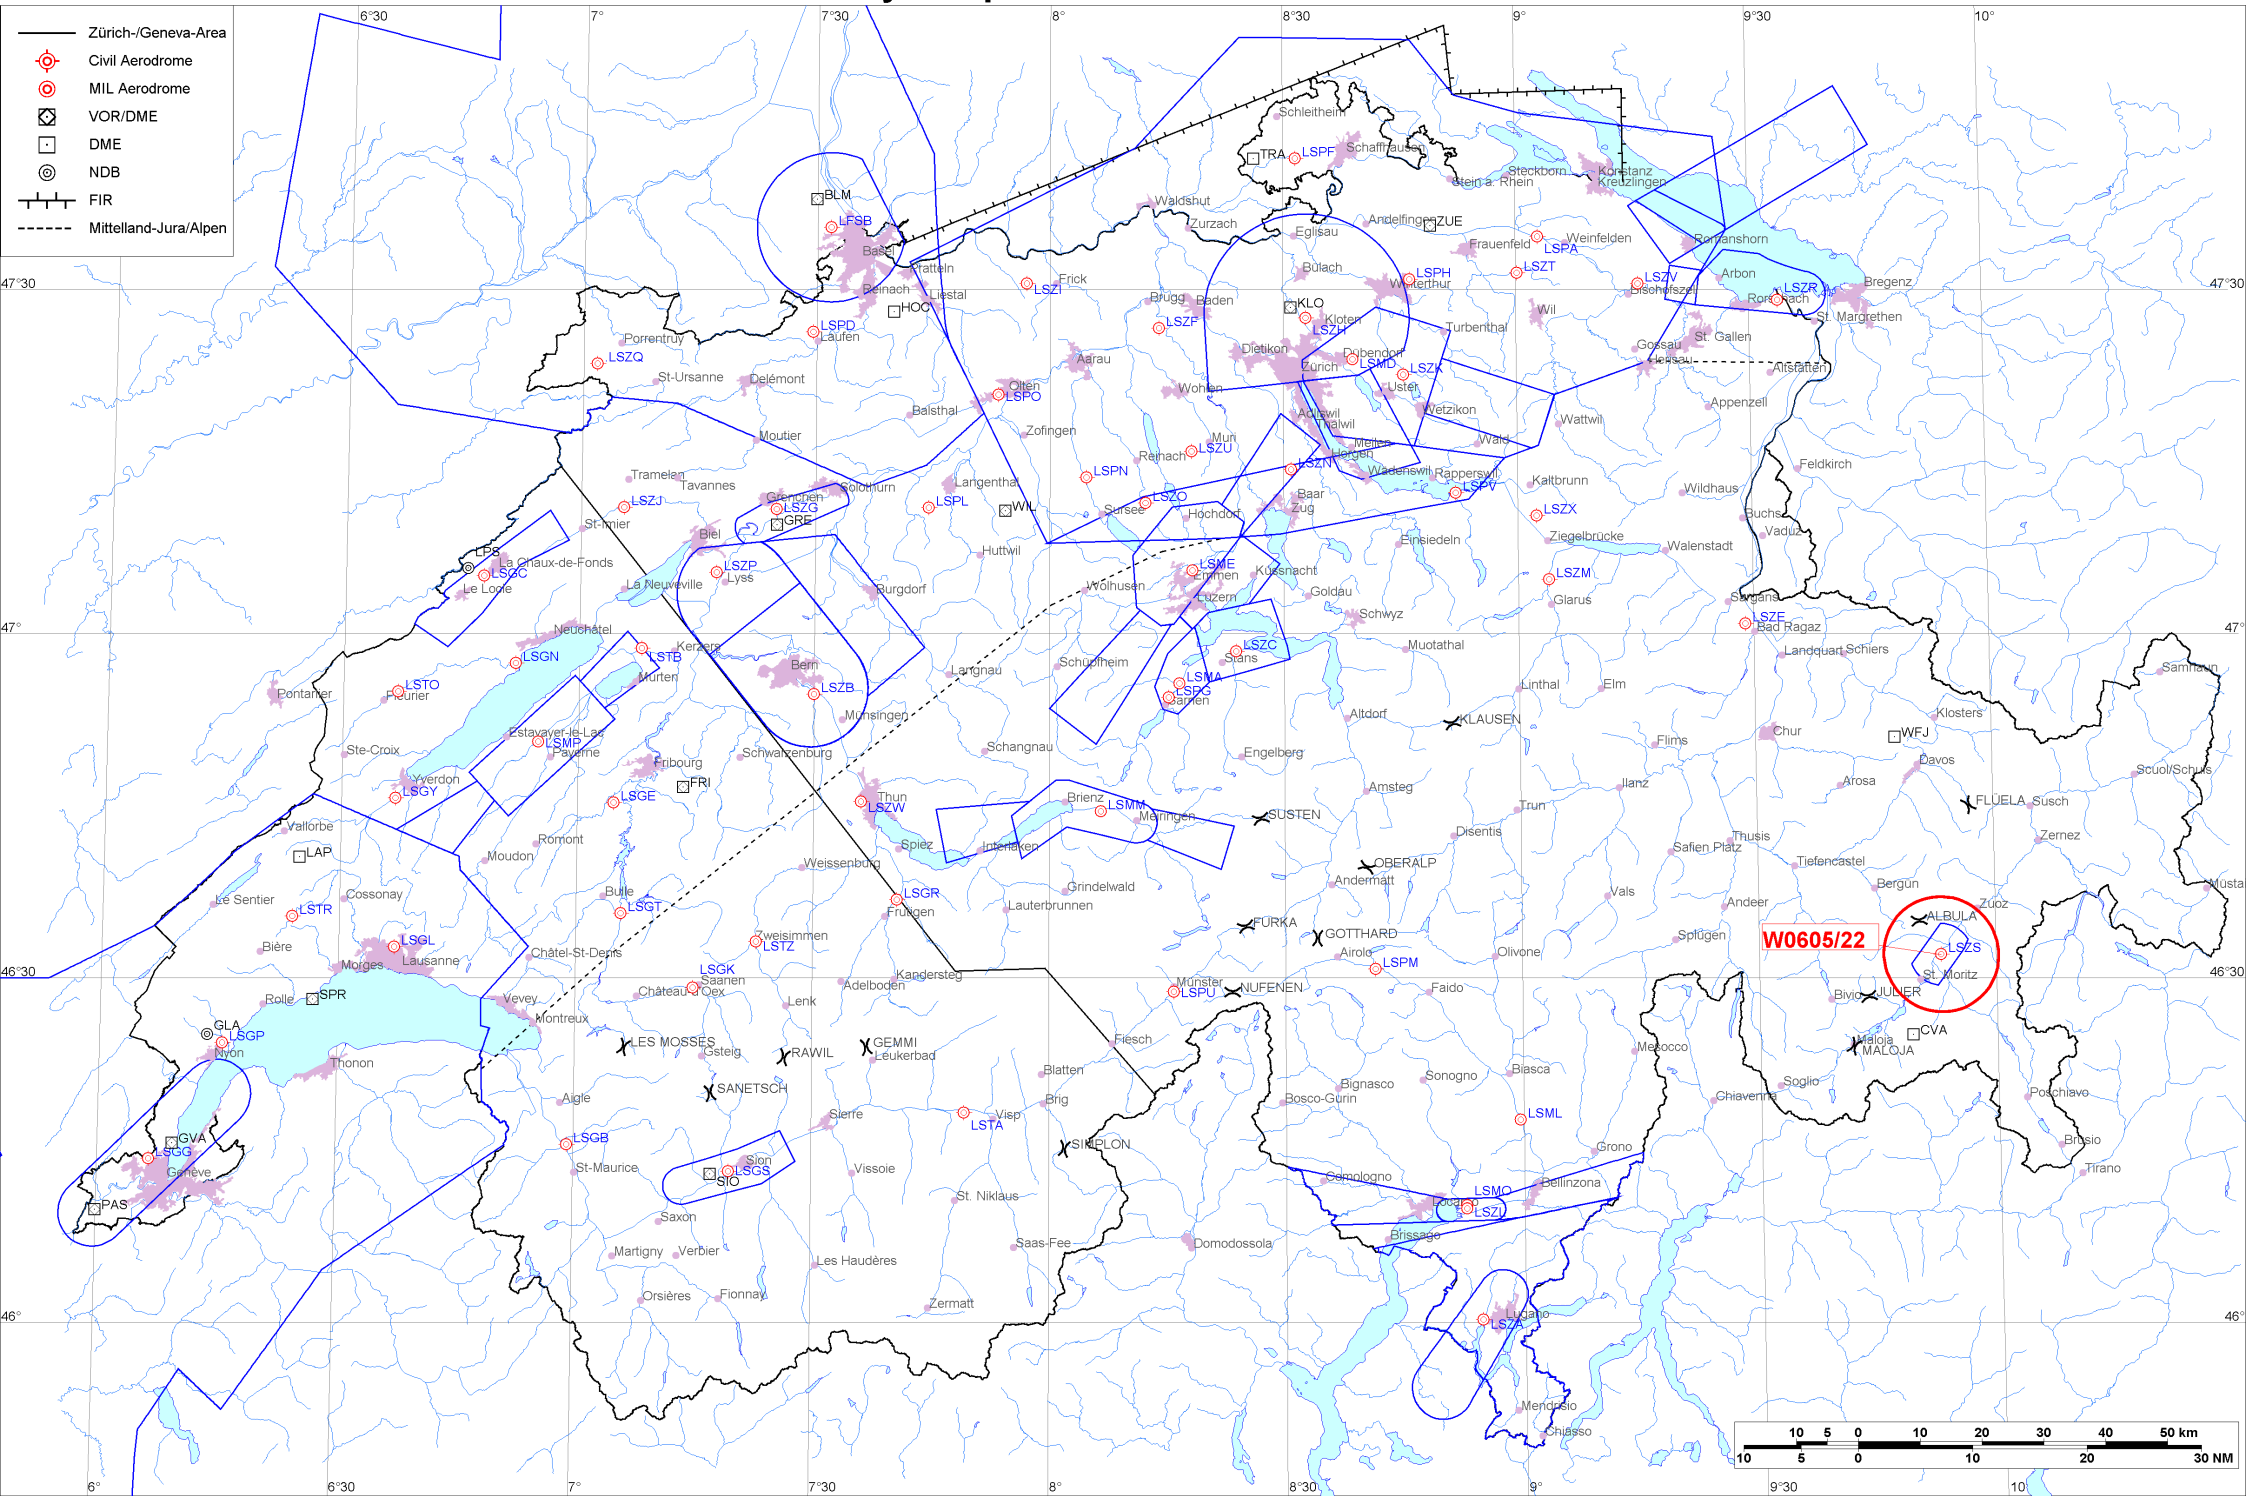 6°30
7°
7°30
8°
8°30
9°
9°30
10°
Zürich-/Geneva-Area
Civil Aerodrome
MIL Aerodrome
VOR/DME
DME
NDB
FIR
Mittelland-Jura/Alpen
Schleitheim
TRA
LSPF
Schaffhausen
Steckborn
Stein a. Rhein
Konstanz
Kreuzlingen
BLM
LFSB
Basel
Waldshut
Zurzach
Eglisau
Andelfingen
ZUE
Frauenfeld
LSPA
Weinfelden
Romanshorn
Pratteln
Reinach
Liestal
HOC
LSZI
Frick
Bülach
LSPH
Winterthur
LSZT
LSZV
Bischofszell
Arbon
LSZR
Rorschach
Bregenz
St. Margrethen
47°30
47°30
Brugg
Baden
KLO
Kloten
LSZH
Turbenthal
Wil
LSPD
Laufen
LSZF
Porrentruy
LSZQ
St-Ursanne
Delémont
Aarau
Dietikon
Zürich
Dübendorf
LSMD
LSZK
Uster
Gossau
Herisau
St. Gallen
Altstätten
Olten
LSPO
Wohlen
Balsthal
Wetzikon
Appenzell
Adliswil
Thalwil
Wattwil
Moutier
Zofingen
Muri
LSZU
Meilen
Wald
Horgen
Tramelan
Tavannes
Reinach
LSPN
LSZN
Wädenswil
Rapperswil
LSPV
Kaltbrunn
Feldkirch
Wildhaus
Grenchen
Solothurn
LSZG
GRE
Langenthal
LSPL
WIL
LSZO
Sursee
Hochdorf
Baar
Zug
LSZJ
St-Imier
Biel
LSZX
Buchs
Vaduz
Ziegelbrücke
Walenstadt
Einsiedeln
LPS
La Chaux-de-Fonds
LSGC
Le Locle
LSZP
Lyss
La Neuveville
Huttwil
Burgdorf
Wolhusen
LSME
Emmen
Küssnacht
Luzern
Goldau
Schwyz
LSZM
Glarus
Sargans
LSZE
Bad Ragaz
47°
47°
Neuchâtel
LSGN
LSTB
Kerzers
Murten
Bern
LSZB
Münsingen
Langnau
Schüpfheim
LSZC
Stans
LSMA
LSPG
Sarnen
Muotathal
Landquart
Schiers
Samnaun
Pontarlier
LSTO
Fleurier
Linthal
Elm
Altdorf
KLAUSEN
Klosters
Ste-Croix
Estavayer-le-Lac
LSMP
Payerne
Fribourg
FRI
Schwarzenburg
Schangnau
Engelberg
Flims
Chur
WFJ
Davos
Scuol/Schuls
Yverdon
LSGY
LSGE
Thun
LSZW
Brienz
LSMM
Meiringen
Amsteg
SUSTEN
Trun
Ilanz
Arosa
FLÜELA
Susch
Vallorbe
LAP
Romont
Moudon
Spiez
Interlaken
Disentis
Thusis
Safien Platz
Tiefencastel
Zernez
Weissenburg
OBERALP
Andermatt
Bergün
Müsta
Le Sentier
LSTR
Cossonay
Bulle
LSGT
LSGR
Frutigen
Grindelwald
Lauterbrunnen
Vals
Andeer
ALBULA
Zuoz
Bière
LSGL
Lausanne
Morges
Châtel-St-Denis
Zweisimmen
LSTZ
FURKA
GOTTHARD
Airolo
LSPM
Olivone
Splügen
W0605/22
LSZS
St. Moritz
46°30
46°30
LSGK
Saanen
Château-d'Oex
Adelboden
Kandersteg
Münster
LSPU
NUFENEN
Faido
Bivio
JULIER
Rolle
SPR
Vevey
Montreux
Lenk
GLA
LSGP
Nyon
Thonon
LES MOSSES
Gsteig
RAWIL
GEMMI
Leukerbad
Fiesch
Mesocco
CVA
Maloja
MALOJA
SANETSCH
Blatten
Brig
Bignasco
Sonogno
Biasca
Soglio
Chiavenna
Poschiavo
Aigle
Bosco-Gurin
Sierre
LSTA
Visp
LSML
GVA
LSGG
Genève
LSGB
St-Maurice
Sion
LSGS
SIO
Vissoie
SIMPLON
Grono
Brusio
Tirano
PAS
Saxon
St. Niklaus
Comologno
Locarno
LSMO
LSZL
Bellinzona
Martigny
Verbier
Les Haudères
Saas-Fee
Domodossola
Brissago
Orsières
Fionnay
Zermatt
46°
46°
Lugano
LSZA
Mendrisio
Chiasso
10 5 0 10 20 30 40 50 km
10 5 0 10 20 30 NM
6°
6°30
7°
7°30
8°
8°30
9°
9°30
10°